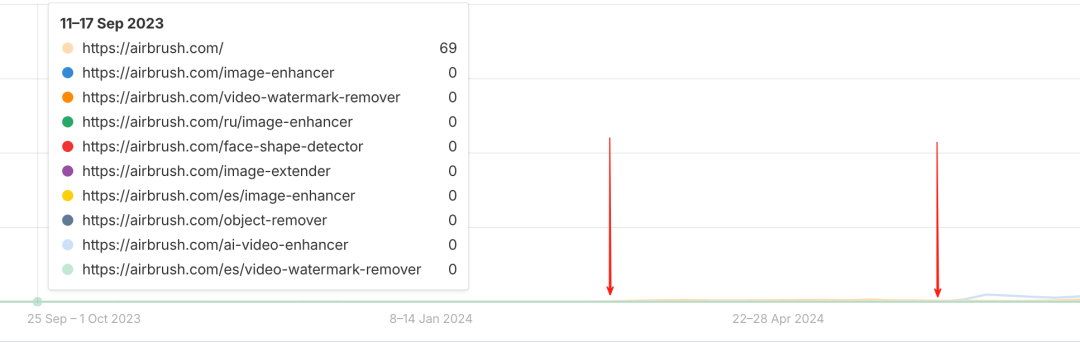 11–17 Sep 2023
https://airbrush.com/ 69
https://airbrush.com/image-enhancer 0
https://airbrush.com/video-watermark-remover 0
https://airbrush.com/ru/image-enhancer 0
https://airbrush.com/face-shape-detector 0
https://airbrush.com/image-extender 0
https://airbrush.com/es/image-enhancer 0
https://airbrush.com/object-remover 0
https://airbrush.com/ai-video-enhancer 0
https://airbrush.com/es/video-watermark-remover 0
25 Sep – 1 Oct 2023 8–14 Jan 2024 22–28 Apr 2024